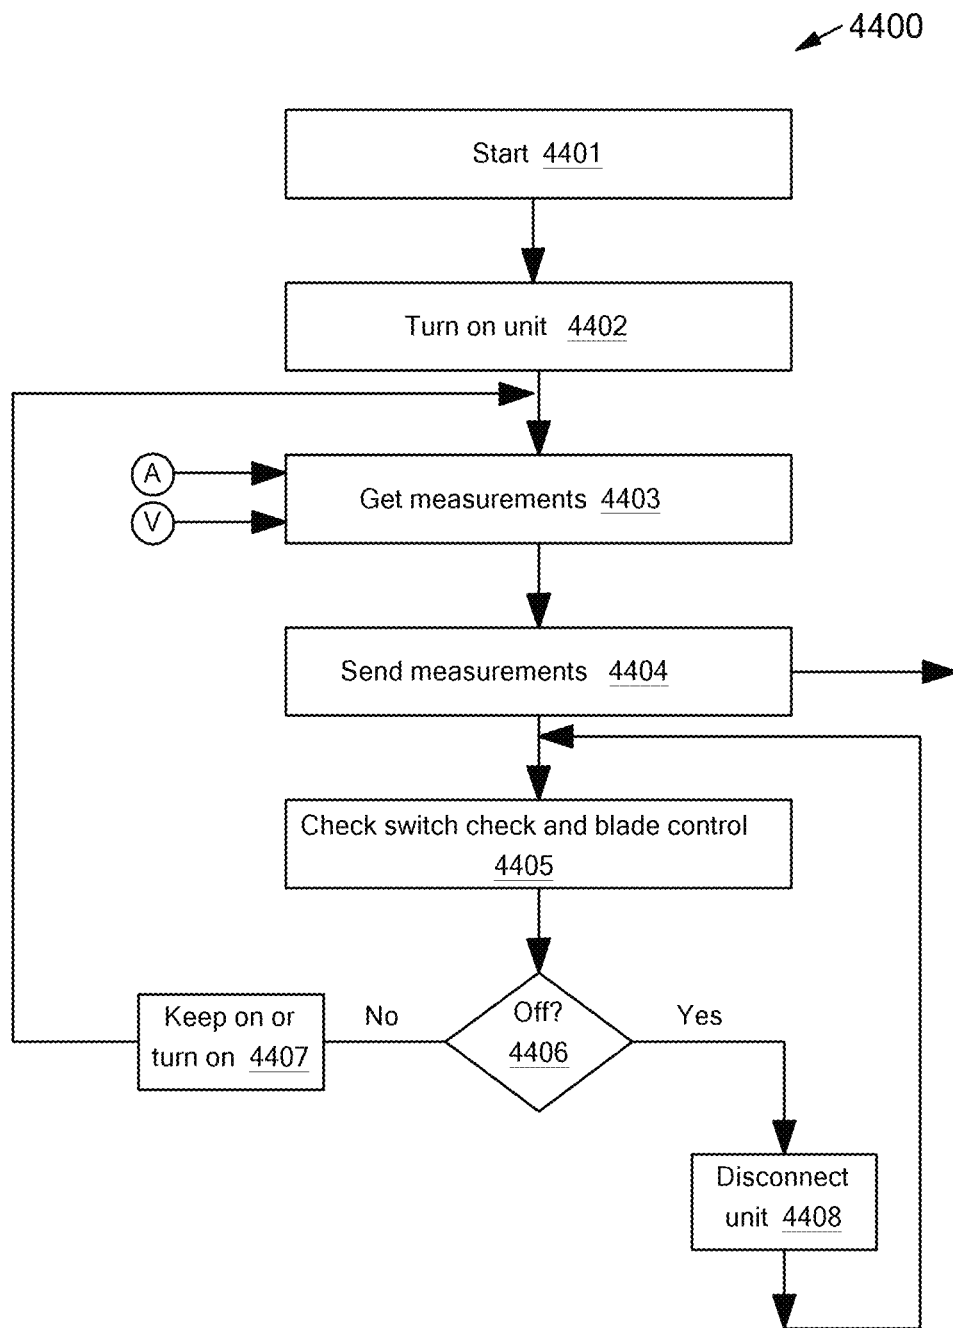 4400
Start 4401
Turn on unit 4402
A
Get measurements 4403
V
Send measurements 4404
Check switch check and blade control
4405
Off?
4406
No
Yes
Keep on or
turn on 4407
Disconnect
unit 4408